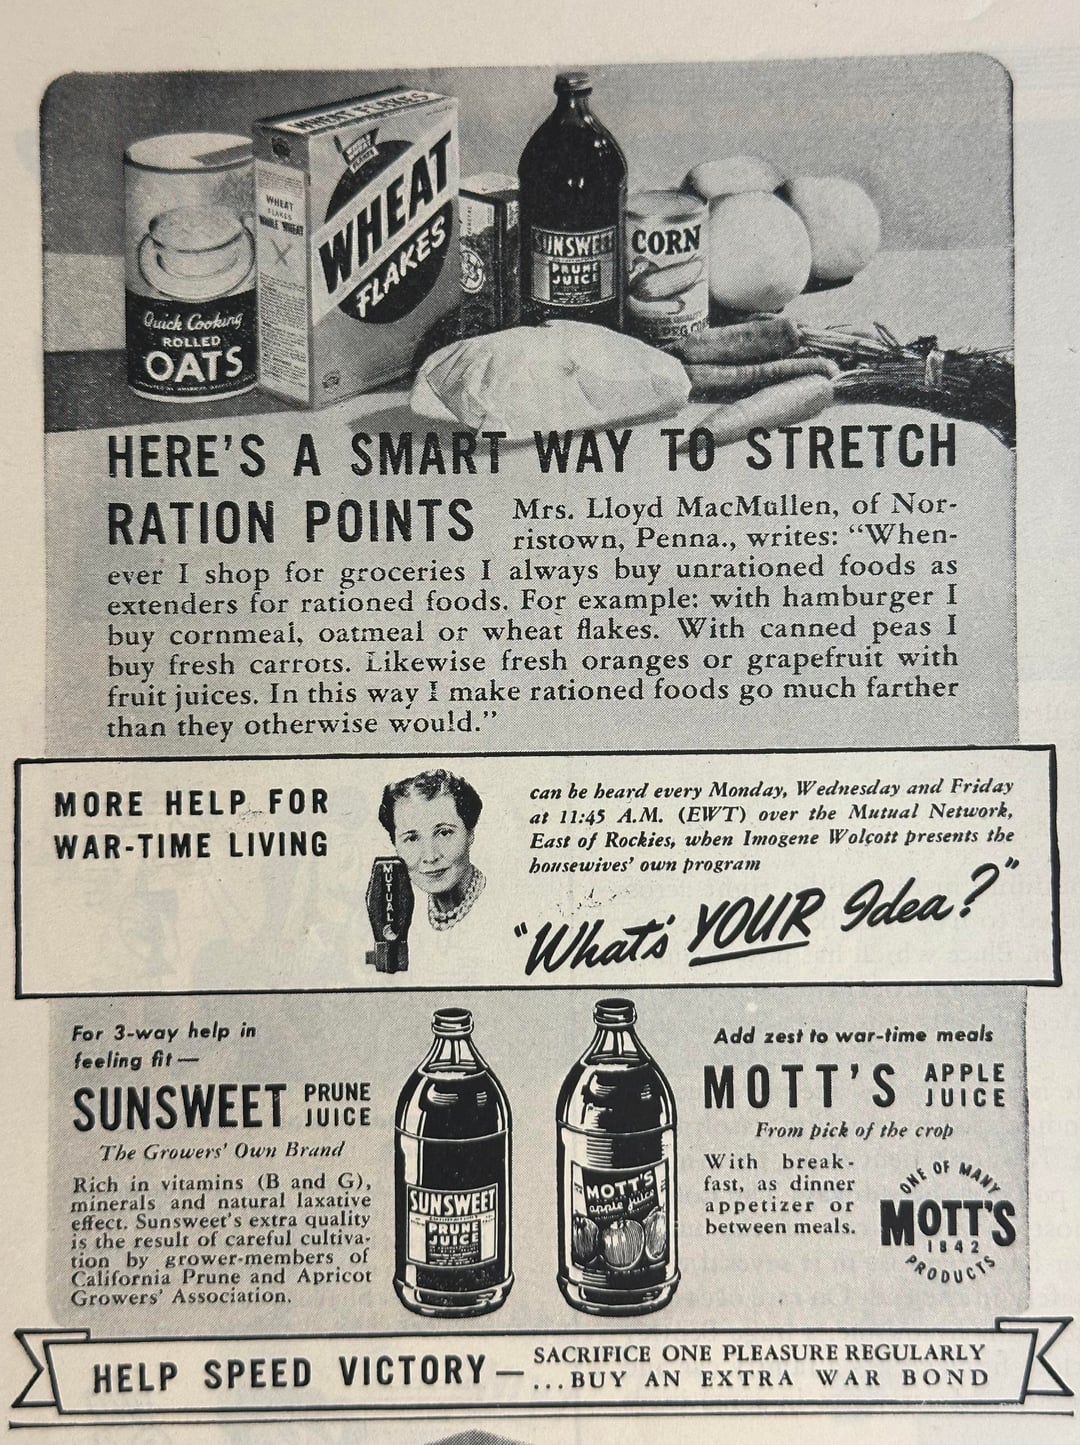 WHEAT FLAKES
WHEAT
FLAKES
WHOLE WHEAT
WHEAT
FLAKES
Quick Cooking
ROLLED
OATS
SUNSWEET
PRUNE
JUICE
CORN
HERE'S A SMART WAY TO STRETCH
RATION POINTS
Mrs. Lloyd MacMullen, of Nor-
ristown, Penna., writes: “When-
ever I shop for groceries I always buy unrationed foods as
extenders for rationed foods. For example: with hamburger I
buy cornmeal, oatmeal or wheat flakes. With canned peas I
buy fresh carrots. Likewise fresh oranges or grapefruit with
fruit juices. In this way I make rationed foods go much farther
than they otherwise would.”
MORE HELP FOR
WAR-TIME LIVING
MUTUAL
can be heard every Monday, Wednesday and Friday
at 11:45 A.M. (EWT) over the Mutual Network,
East of Rockies, when Imogene Wolcott presents the
housewives' own program
"What's YOUR Idea?"
For 3-way help in
feeling fit—
SUNSWEET PRUNE
JUICE
The Growers' Own Brand
Rich in vitamins (B and G),
minerals and natural laxative
effect. Sunsweet's extra quality
is the result of careful cultiva-
tion by grower-members of
California Prune and Apricot
Growers' Association.
SUNSWEET
PRUNE
JUICE
MOTT'S
apple juice
Add zest to war-time meals
MOTT'S APPLE
JUICE
From pick of the crop
With break-
fast, as dinner
appetizer or
between meals.
ONE OF MANY
MOTT'S
1842
PRODUCTS
HELP SPEED VICTORY — SACRIFICE ONE PLEASURE REGULARLY
...BUY AN EXTRA WAR BOND